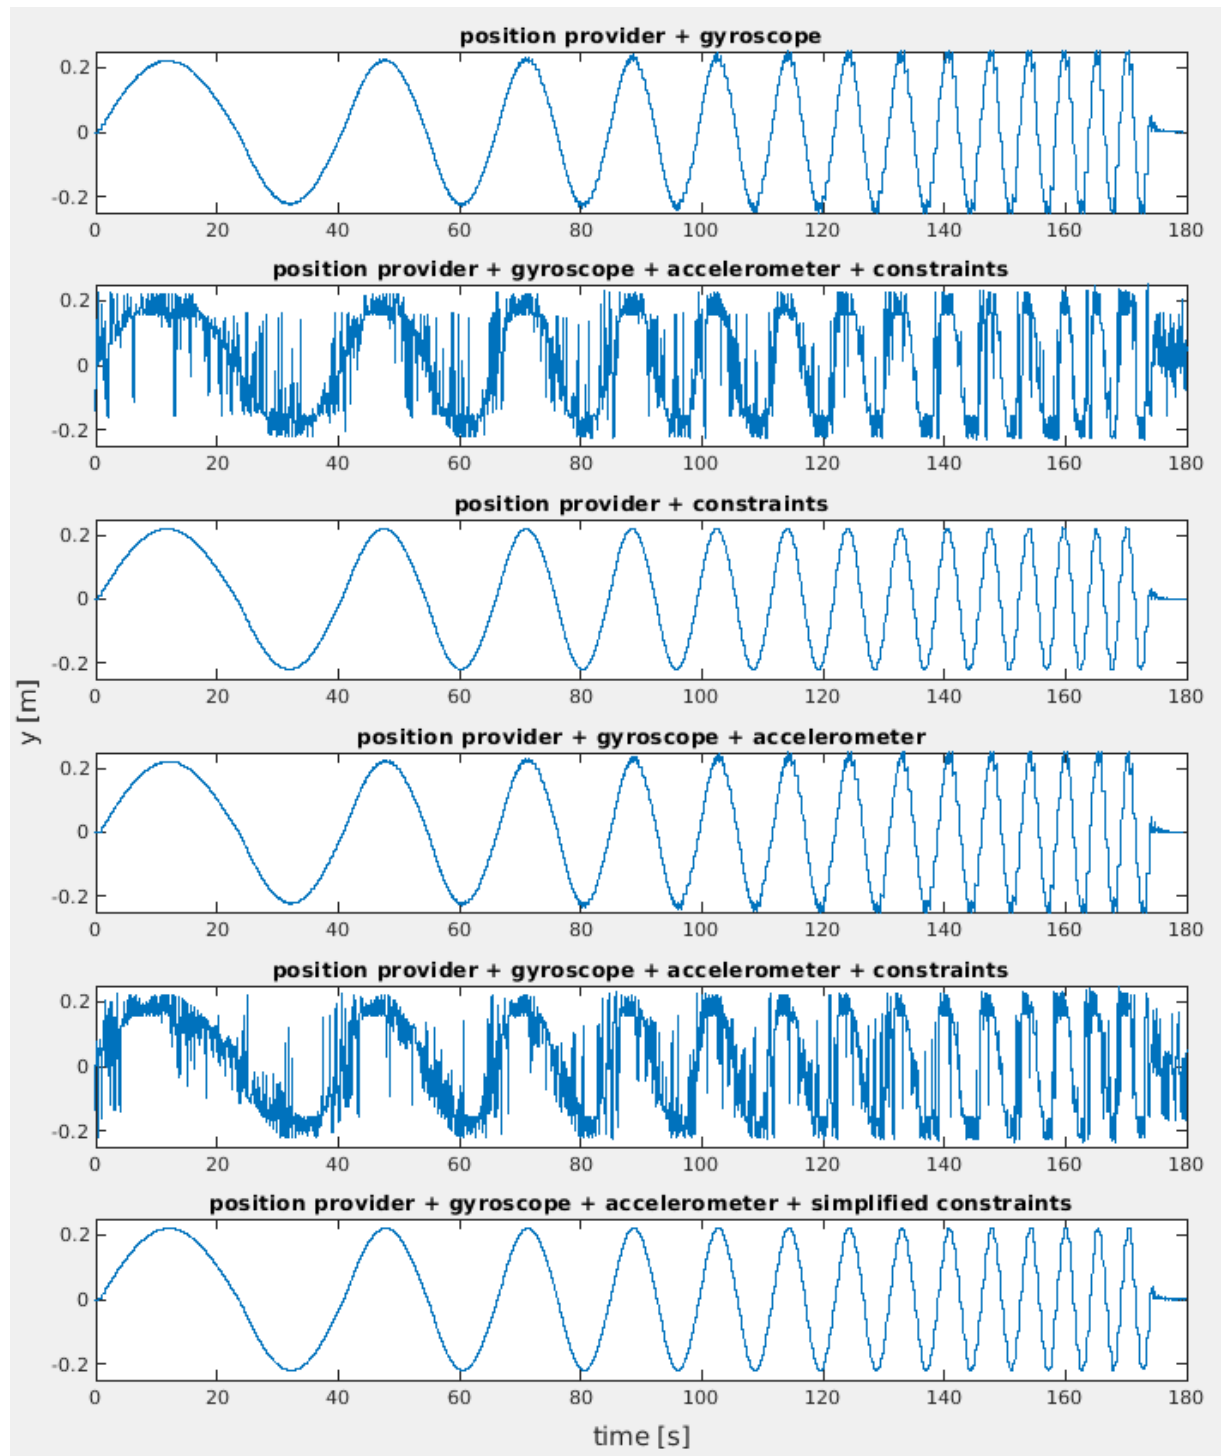 position provider + gyroscope
0.2
0
-0.2
0 20 40 60 80 100 120 140 160 180
position provider + gyroscope + accelerometer + constraints
0.2
0
-0.2
0 20 40 60 80 100 120 140 160 180
position provider + constraints
0.2
0
-0.2
0 20 40 60 80 100 120 140 160 180
y [m]
position provider + gyroscope + accelerometer
0.2
0
-0.2
0 20 40 60 80 100 120 140 160 180
position provider + gyroscope + accelerometer + constraints
0.2
0
-0.2
0 20 40 60 80 100 120 140 160 180
position provider + gyroscope + accelerometer + simplified constraints
0.2
0
-0.2
0 20 40 60 80 100 120 140 160 180
time [s]